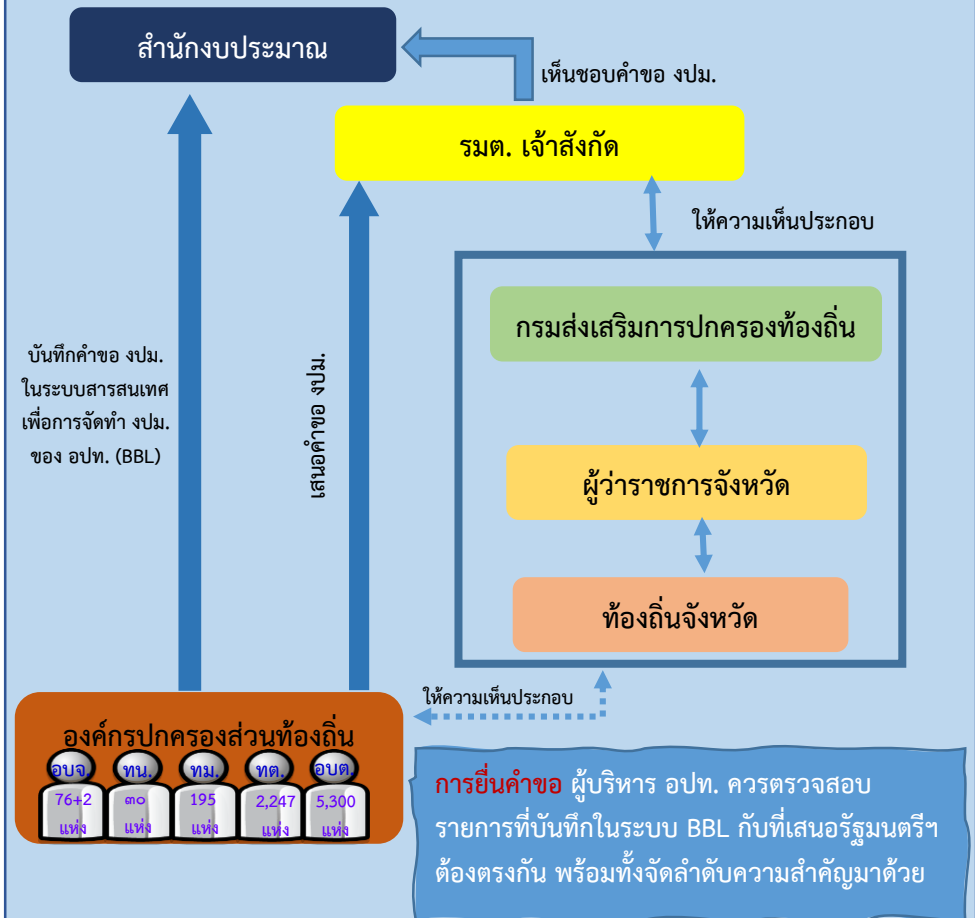 สำนักงบประมาณ
เห็นชอบคำขอ งปม.
รมต. เจ้าสังกัด
ให้ความเห็นประกอบ
กรมส่งเสริมการปกครองท้องถิ่น
ผู้ว่าราชการจังหวัด
ท้องถิ่นจังหวัด
บันทึกคำขอ งปม.
ในระบบสารสนเทศ
เพื่อการจัดทำ งปม.
ของ อปท. (BBL)
เสนอคำขอ งปม.
ให้ความเห็นประกอบ
องค์กรปกครองส่วนท้องถิ่น
อบจ. ทน. ทม. ทต. อบต.
76+2 ๓๐ 195 2,247 5,300
แห่ง แห่ง แห่ง แห่ง แห่ง
การยื่นคำขอ ผู้บริหาร อปท. ควรตรวจสอบ
รายการที่บันทึกในระบบ BBL กับที่เสนอรัฐมนตรีฯ
ต้องตรงกัน พร้อมทั้งจัดลำดับความสำคัญมาด้วย